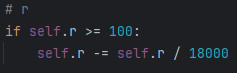 # r
if self.r >= 100:
    self.r -= self.r / 18000